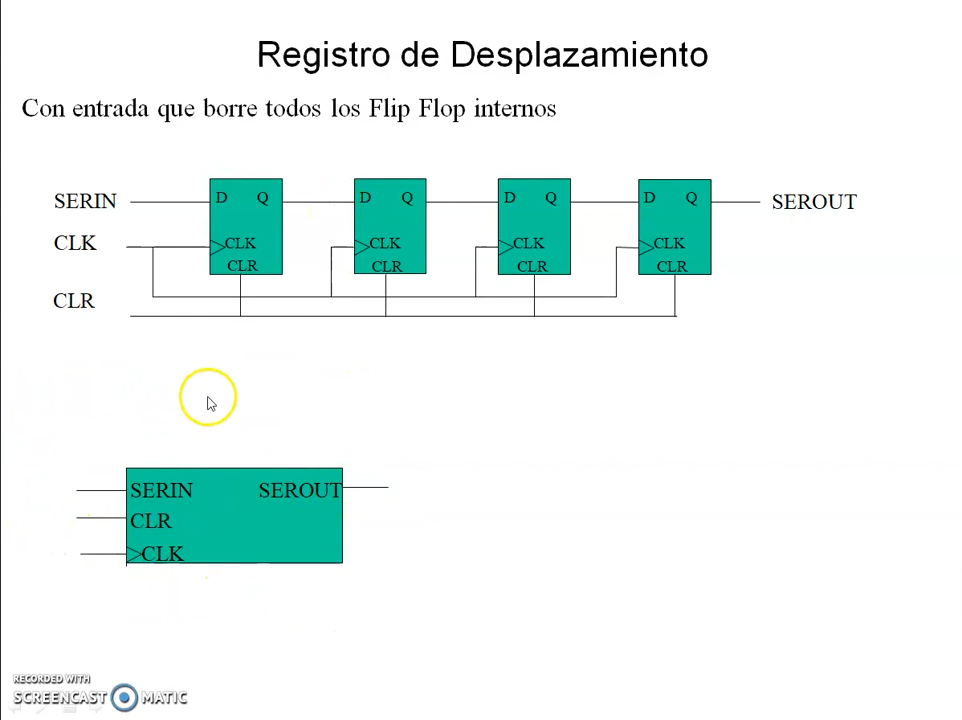 Registro de Desplazamiento
Con entrada que borre todos los Flip Flop internos
SERIN D Q D Q D Q D Q SEROUT
CLK CLK CLK CLK CLK
CLR CLR CLR CLR
CLR
SERIN SEROUT
CLR
CLK
RECORDED WITH
SCREENCAST MATIC